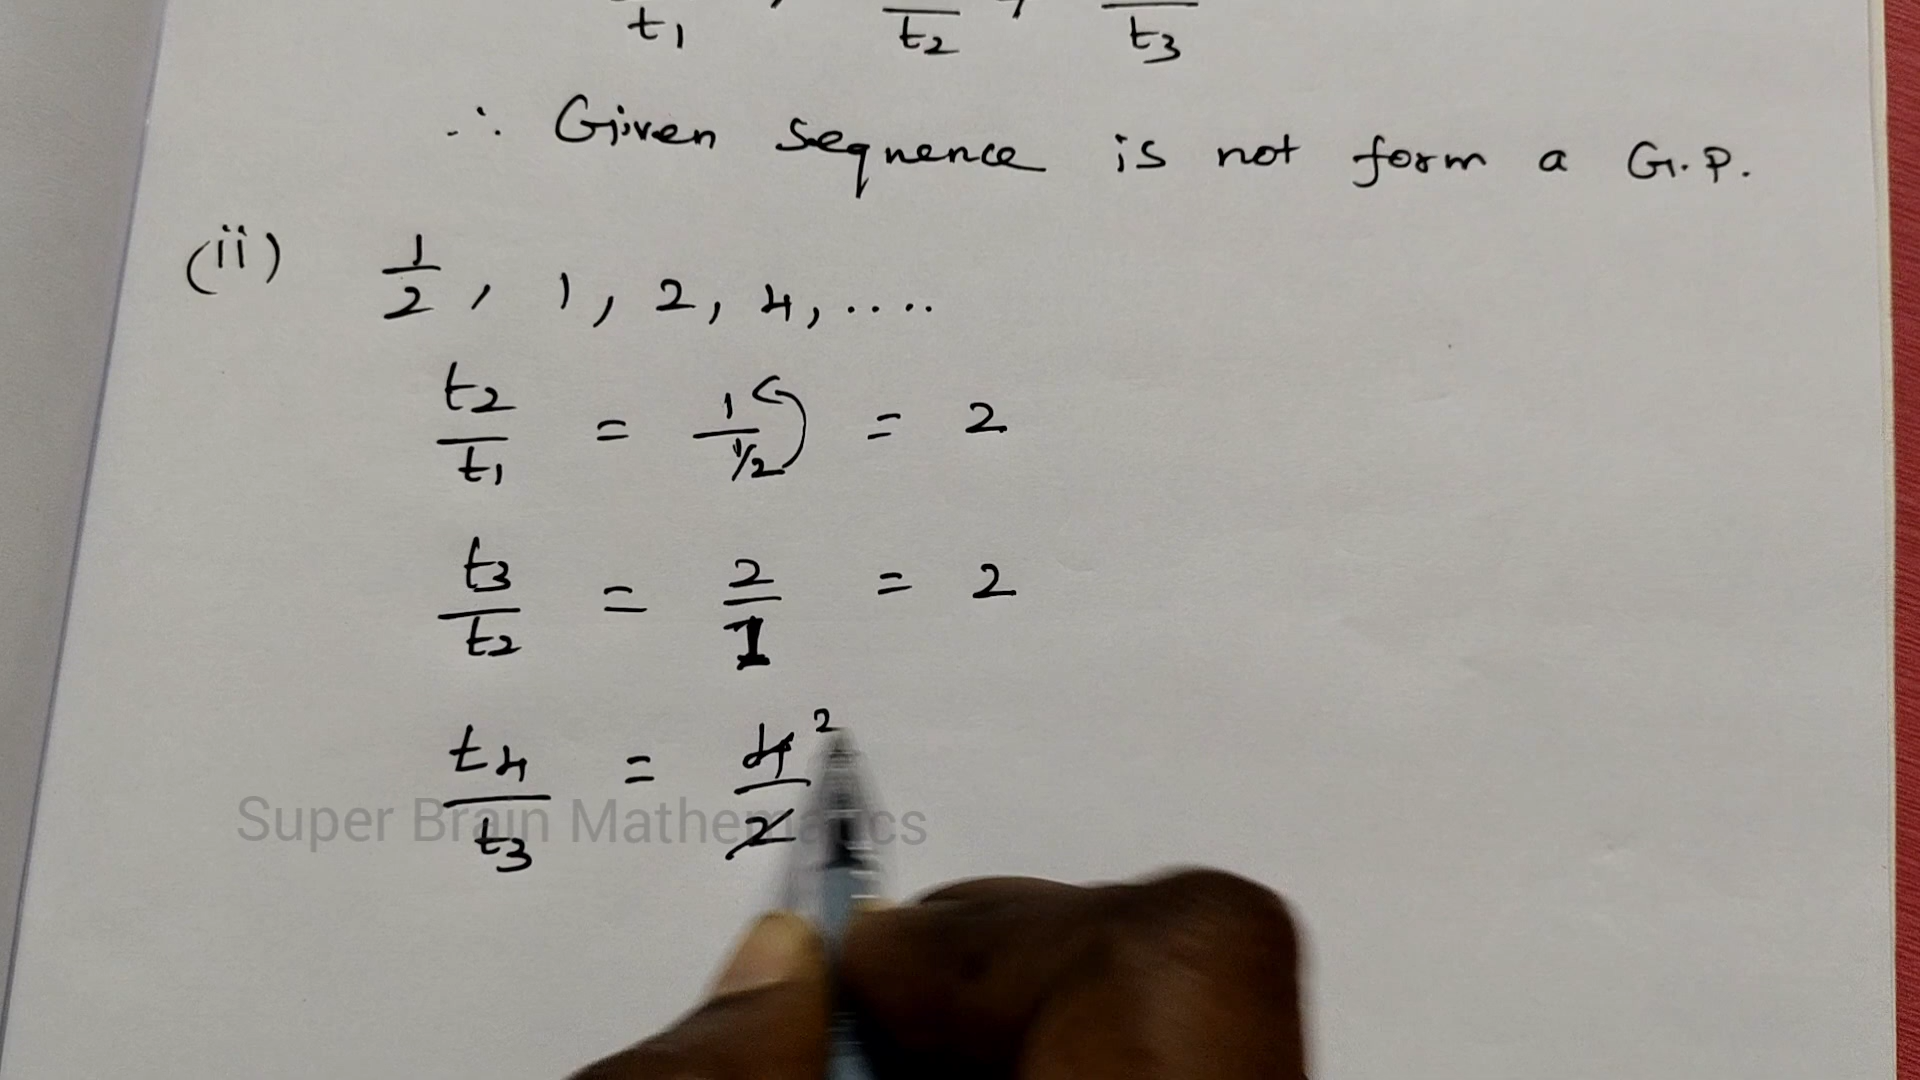 t1 , t2 , t3
∴ Given Sequence is not form a G.P.
(ii) 1/2, 1, 2, 4, ....
t2/t1 = 1/(1/2) = 2
t3/t2 = 2/1 = 2
t4/t3 = 4/2 2
Super Brain Mathematics